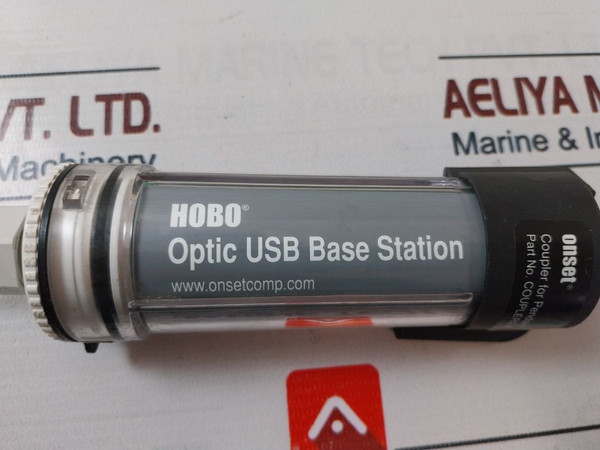 VT. LTD.
Machinery
AELIYA M
Marine & In
HOBO®
Optic USB Base Station
www.onsetcomp.com
onset®
Coupler for
Part No. COUPLE